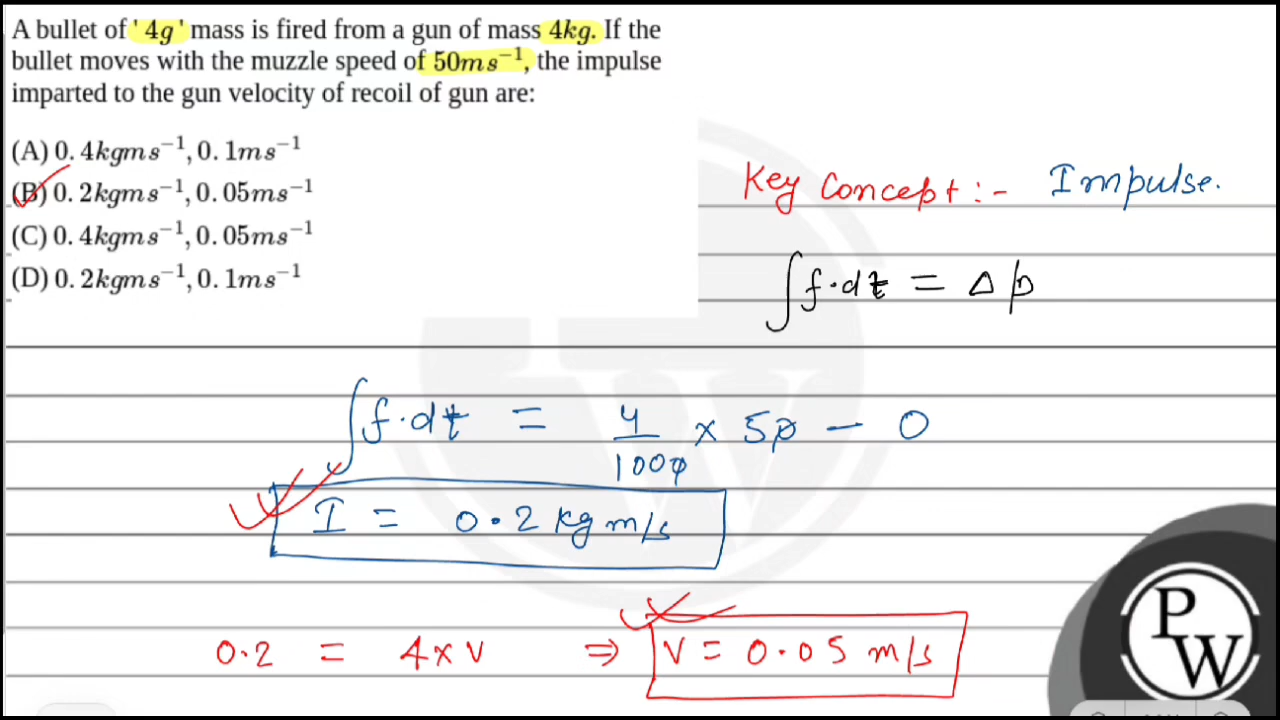 A bullet of ' 4g ' mass is fired from a gun of mass 4kg. If the
bullet moves with the muzzle speed of 50ms⁻¹, the impulse
imparted to the gun velocity of recoil of gun are:
(A) 0.4kgms⁻¹, 0.1ms⁻¹
(B) 0.2kgms⁻¹, 0.05ms⁻¹
(C) 0.4kgms⁻¹, 0.05ms⁻¹
(D) 0.2kgms⁻¹, 0.1ms⁻¹
Key Concept :- Impulse.
∫f·dt = Δp
∫f·dt = 4/1000 × 50 - 0
I = 0.2 kg m/s
0.2 = 4×V ⇒ V = 0.05 m/s
PW